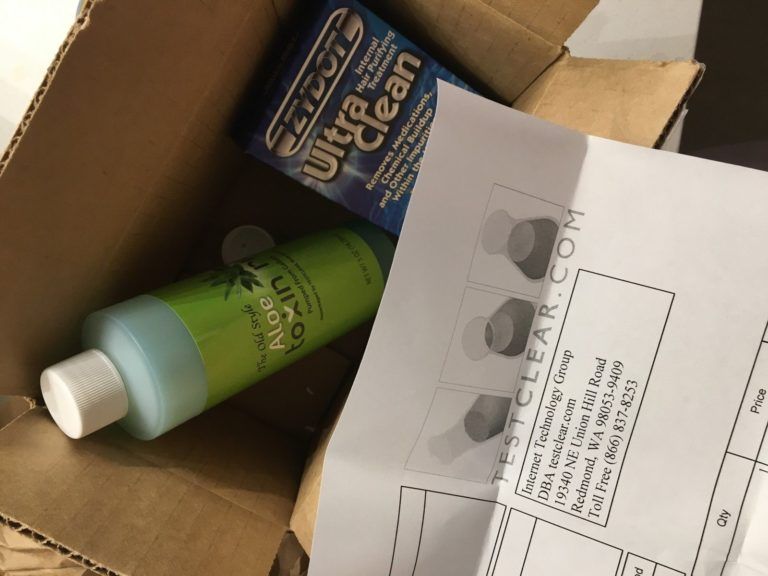 ZYDOT
Ultra
Clean
Internal
Hair Purifying
Treatment
Removes Medications,
Chemical Buildup
and Other Impurities
Within the
The Old Style
Aloe
toxin
TESTCLEAR.COM
Internet Technology Group
DBA testclear.com
19340 NE Union Hill Road
Redmond, WA 98053-9409
Toll Free (866) 837-8253
Qty
Price